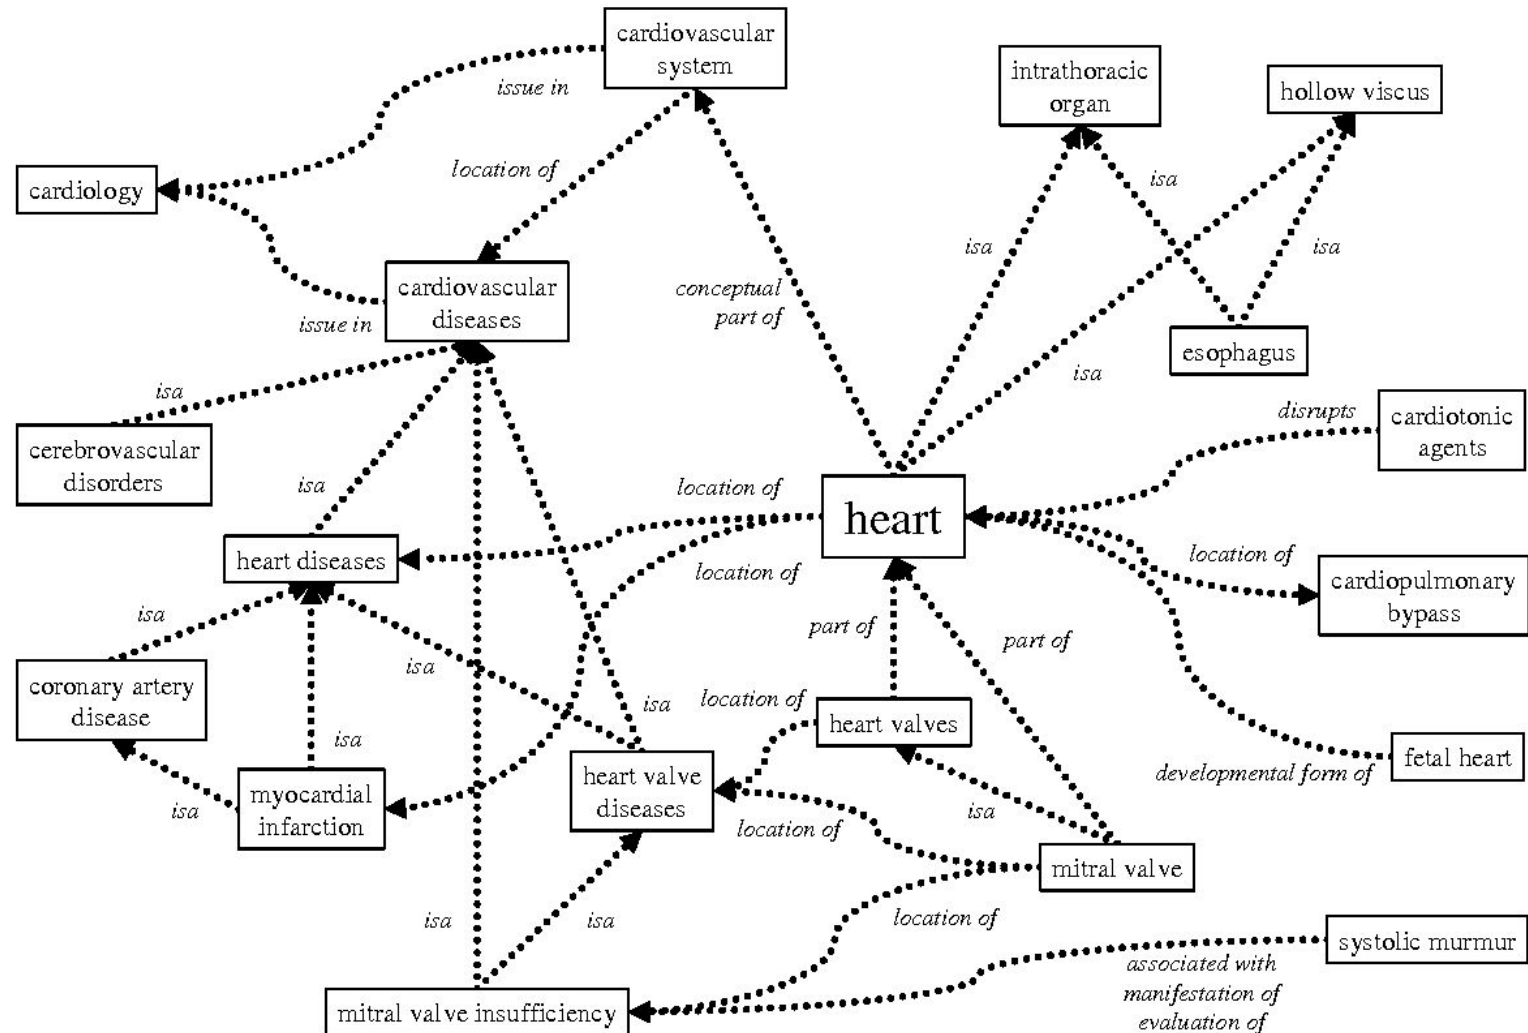 cardiovascular
system
intrathoracic
organ
hollow viscus
issue in
location of
cardiology
isa
isa
isa
cardiovascular
diseases
conceptual
part of
issue in
esophagus
isa
isa
disrupts
cardiotonic
agents
cerebrovascular
disorders
isa
location of
heart
heart diseases
location of
location of
cardiopulmonary
bypass
isa
part of
part of
isa
coronary artery
disease
isa
location of
heart valves
isa
heart valve
diseases
developmental form of
fetal heart
isa
myocardial
infarction
isa
location of
mitral valve
isa
isa
location of
systolic murmur
associated with
manifestation of
evaluation of
mitral valve insufficiency